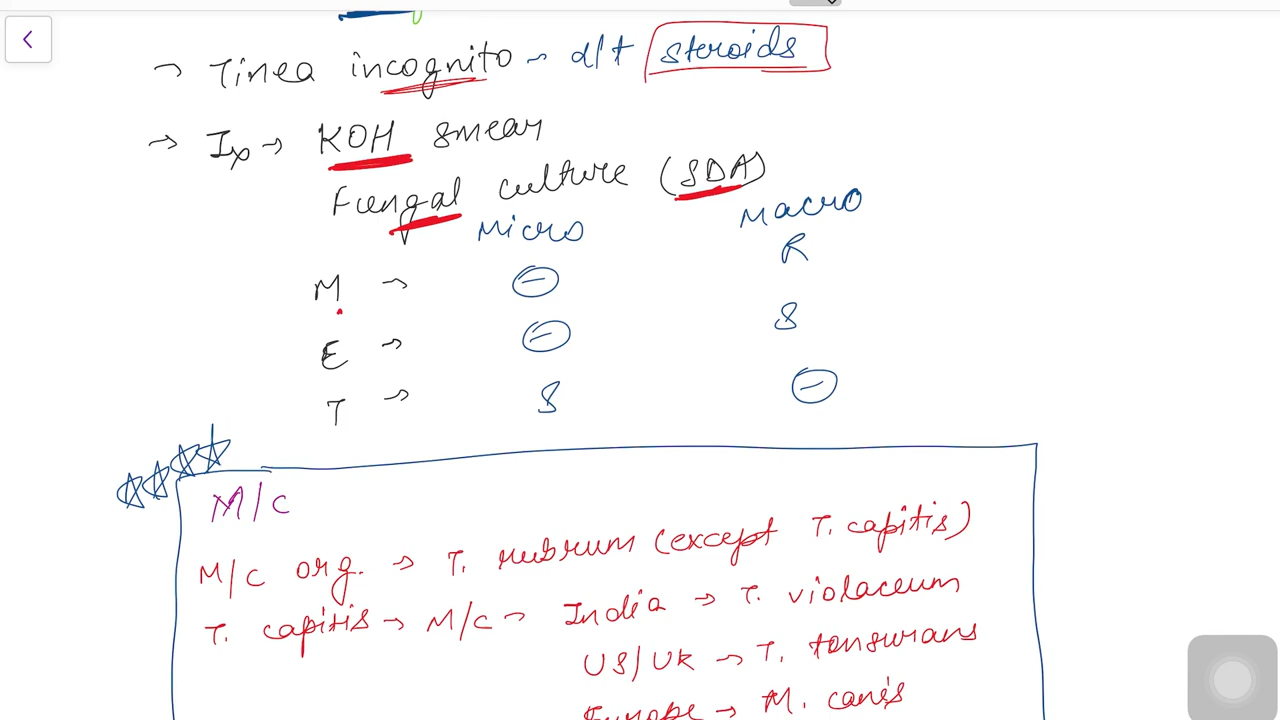 → Tinea incognito ~ d/t steroids
→ Ix → KOH smear
Fungal culture (SDA)
Micro Macro
M → ⊖ R
E → ⊖ S
T → S ⊖
M/C
M/C org. → T. rubrum (except T. capitis)
T. capitis → M/C → India → T. violaceum
US/UK → T. tonsurans
Europe → M. canis